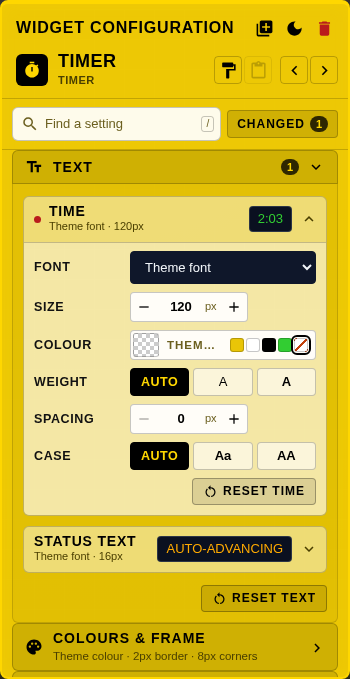 WIDGET CONFIGURATION
TIMER
TIMER
Find a setting /
CHANGED 1
TEXT 1
TIME
Theme font · 120px
2:03
FONT Theme font
SIZE − 120 px +
COLOUR THEM...
WEIGHT AUTO A A
SPACING − 0 px +
CASE AUTO Aa AA
RESET TIME
STATUS TEXT
Theme font · 16px
AUTO-ADVANCING
RESET TEXT
COLOURS & FRAME
Theme colour · 2px border · 8px corners